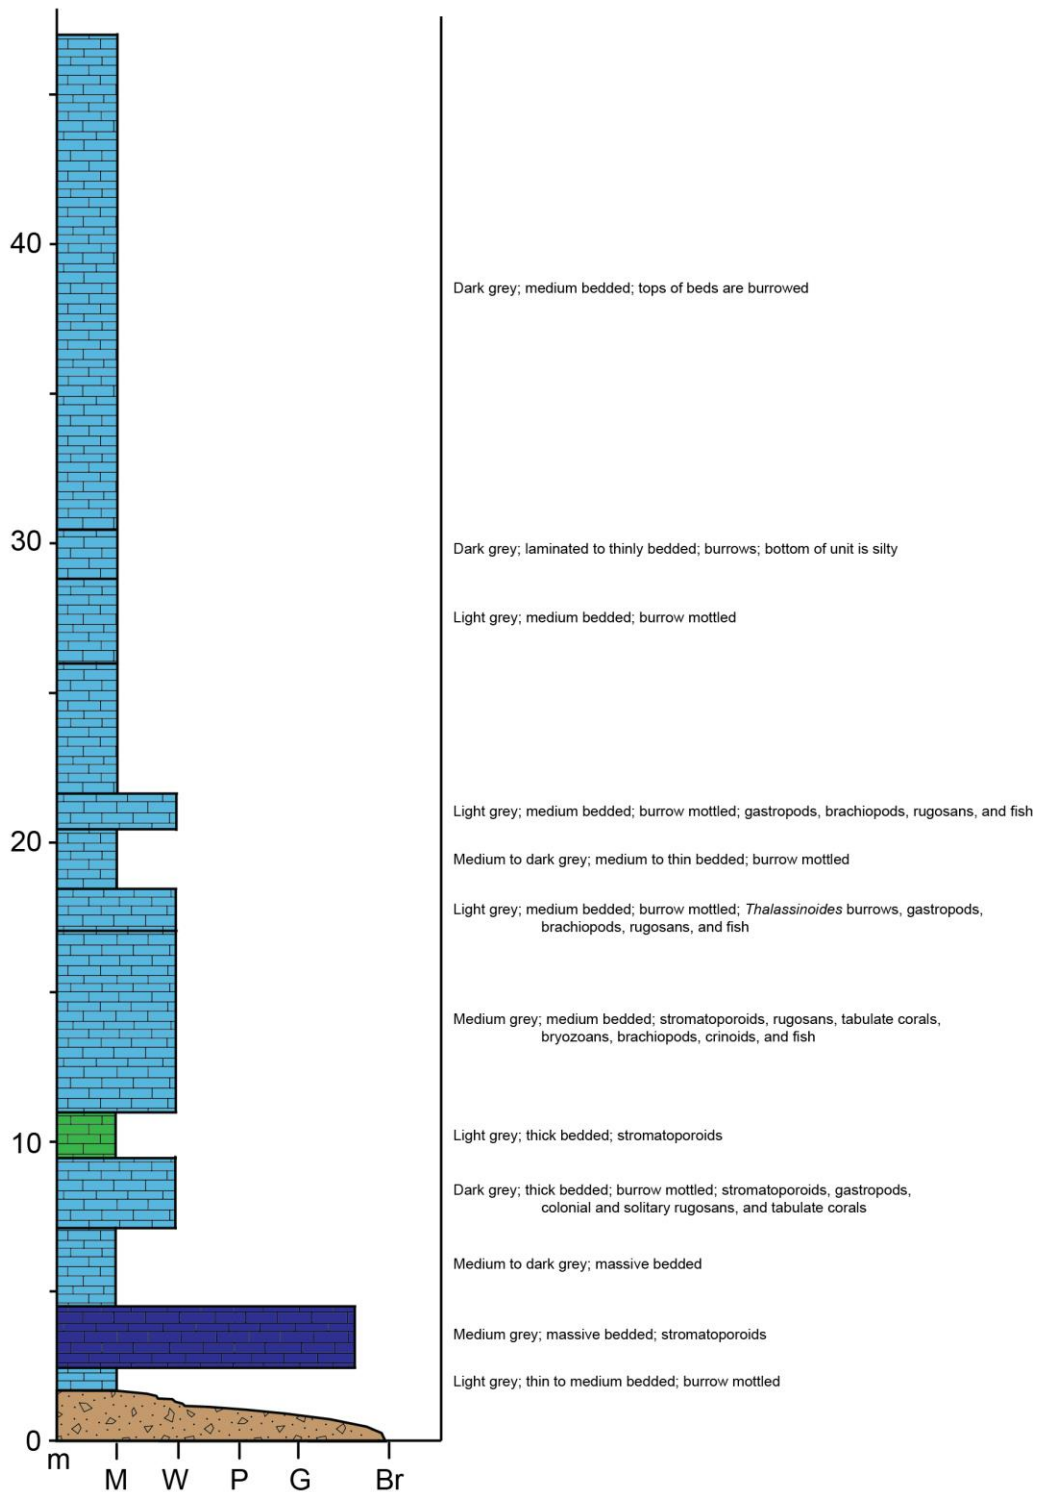 40
Dark grey; medium bedded; tops of beds are burrowed
30
Dark grey; laminated to thinly bedded; burrows; bottom of unit is silty
Light grey; medium bedded; burrow mottled
Light grey; medium bedded; burrow mottled; gastropods, brachiopods, rugosans, and fish
20
Medium to dark grey; medium to thin bedded; burrow mottled
Light grey; medium bedded; burrow mottled; Thalassinoides burrows, gastropods,
brachiopods, rugosans, and fish
Medium grey; medium bedded; stromatoporoids, rugosans, tabulate corals,
bryozoans, brachiopods, crinoids, and fish
10
Light grey; thick bedded; stromatoporoids
Dark grey; thick bedded; burrow mottled; stromatoporoids, gastropods,
colonial and solitary rugosans, and tabulate corals
Medium to dark grey; massive bedded
Medium grey; massive bedded; stromatoporoids
Light grey; thin to medium bedded; burrow mottled
0
m
M W P G Br